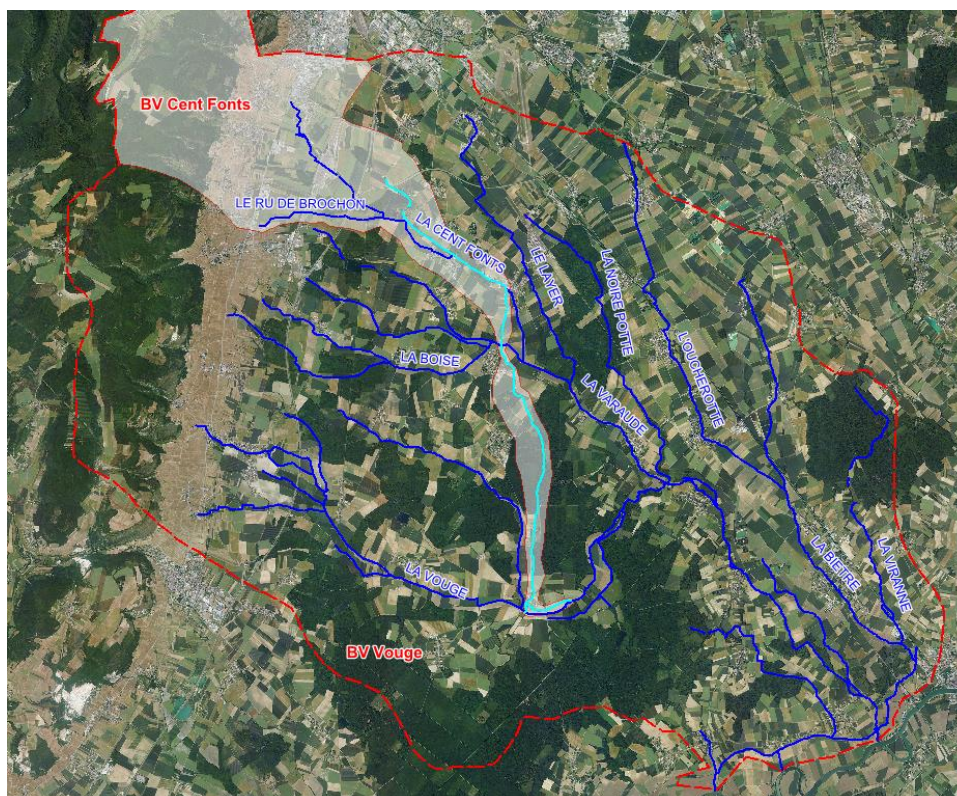 BV Cent Fonts
LE RU DE BROCHON
LA CENT FONTS
LE LAYER
LA NOIRE POTTE
L'OUCHEROTTE
LA BOISE
LA VARAUDE
LA BIETRE
LA VIRANNE
LA VOUGE
BV Vouge